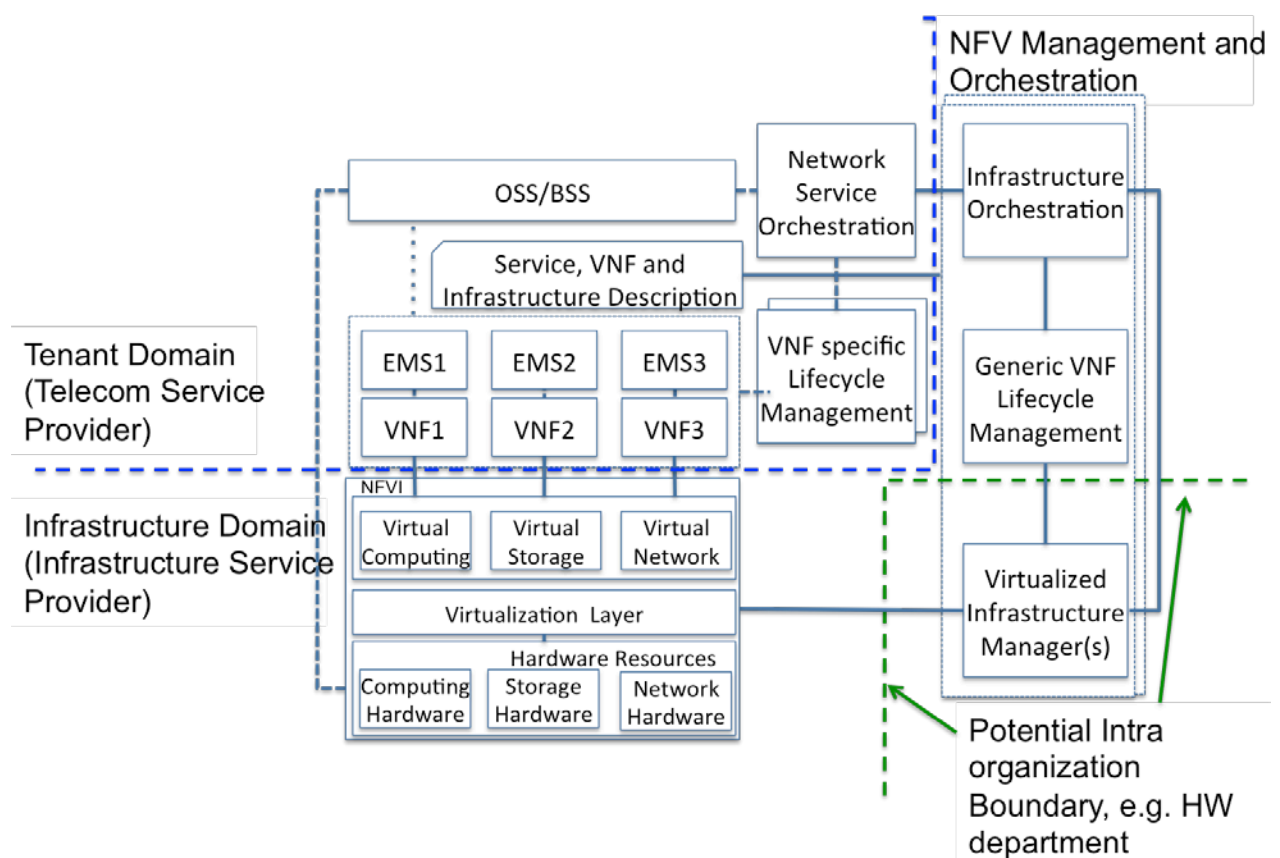 NFV Management and
Orchestration
Network
Service
Orchestration
Infrastructure
Orchestration
OSS/BSS
Service, VNF and
Infrastructure Description
Tenant Domain
(Telecom Service
Provider)
EMS1
EMS2
EMS3
VNF1
VNF2
VNF3
VNF specific
Lifecycle
Management
Generic VNF
Lifecycle
Management
NFVI
Infrastructure Domain
(Infrastructure Service
Provider)
Virtual
Computing
Virtual
Storage
Virtual
Network
Virtualization Layer
Virtualized
Infrastructure
Manager(s)
Hardware Resources
Computing
Hardware
Storage
Hardware
Network
Hardware
Potential Intra
organization
Boundary, e.g. HW
department